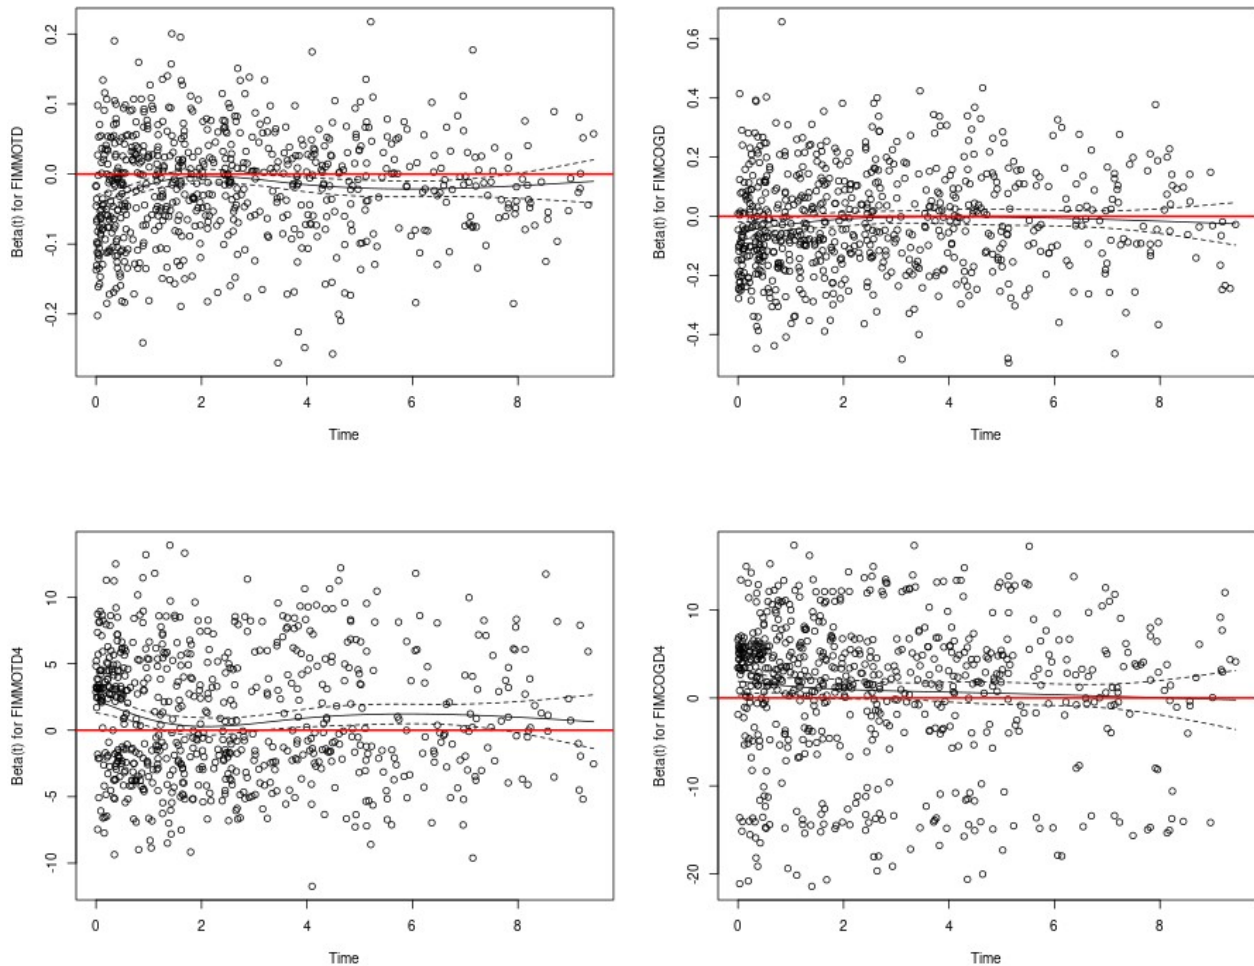 Beta(t) for FIMMOTD
0.2
0.1
0.0
-0.1
-0.2
0 2 4 6 8
Time
Beta(t) for FIMCOGD
0.6
0.4
0.2
0.0
-0.2
-0.4
0 2 4 6 8
Time
Beta(t) for FIMMOTD4
10
5
0
-5
-10
0 2 4 6 8
Time
Beta(t) for FIMCOGD4
10
0
-10
-20
0 2 4 6 8
Time